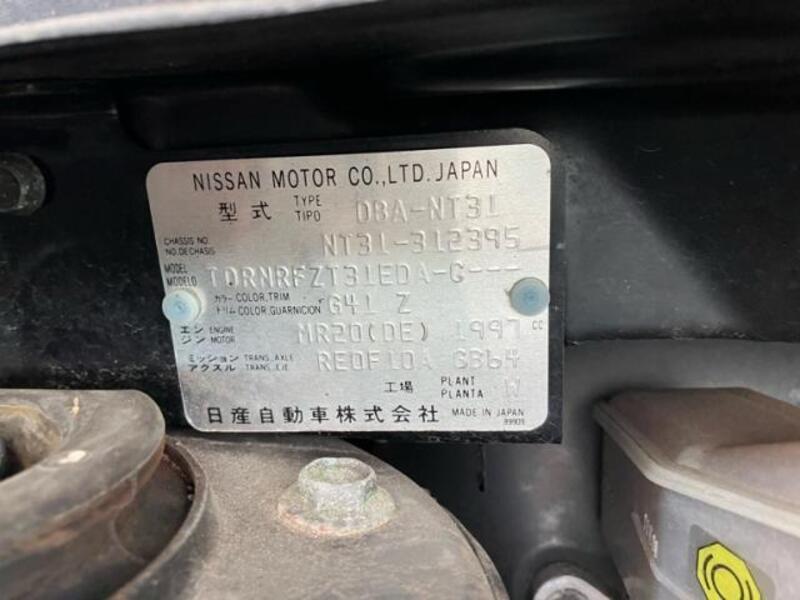 NISSAN MOTOR CO.,LTD. JAPAN
型式 TYPE TIPO DBA-NT31
CHASSIS NO. NO.DE CHASIS NT31-312395
MODEL MODELO TDRNRFZT31EDA-C---
カラー COLOR,TRIM トリム COLOR,GUARNICION G41 Z
エンジン ENGINE MOTOR MR20(DE) 1997 CC
ミッション TRANS. AXLE アクスル TRANS. EJE RE0F10A GB64
工場 PLANT PLANTA W
日産自動車株式会社 MADE IN JAPAN
89909